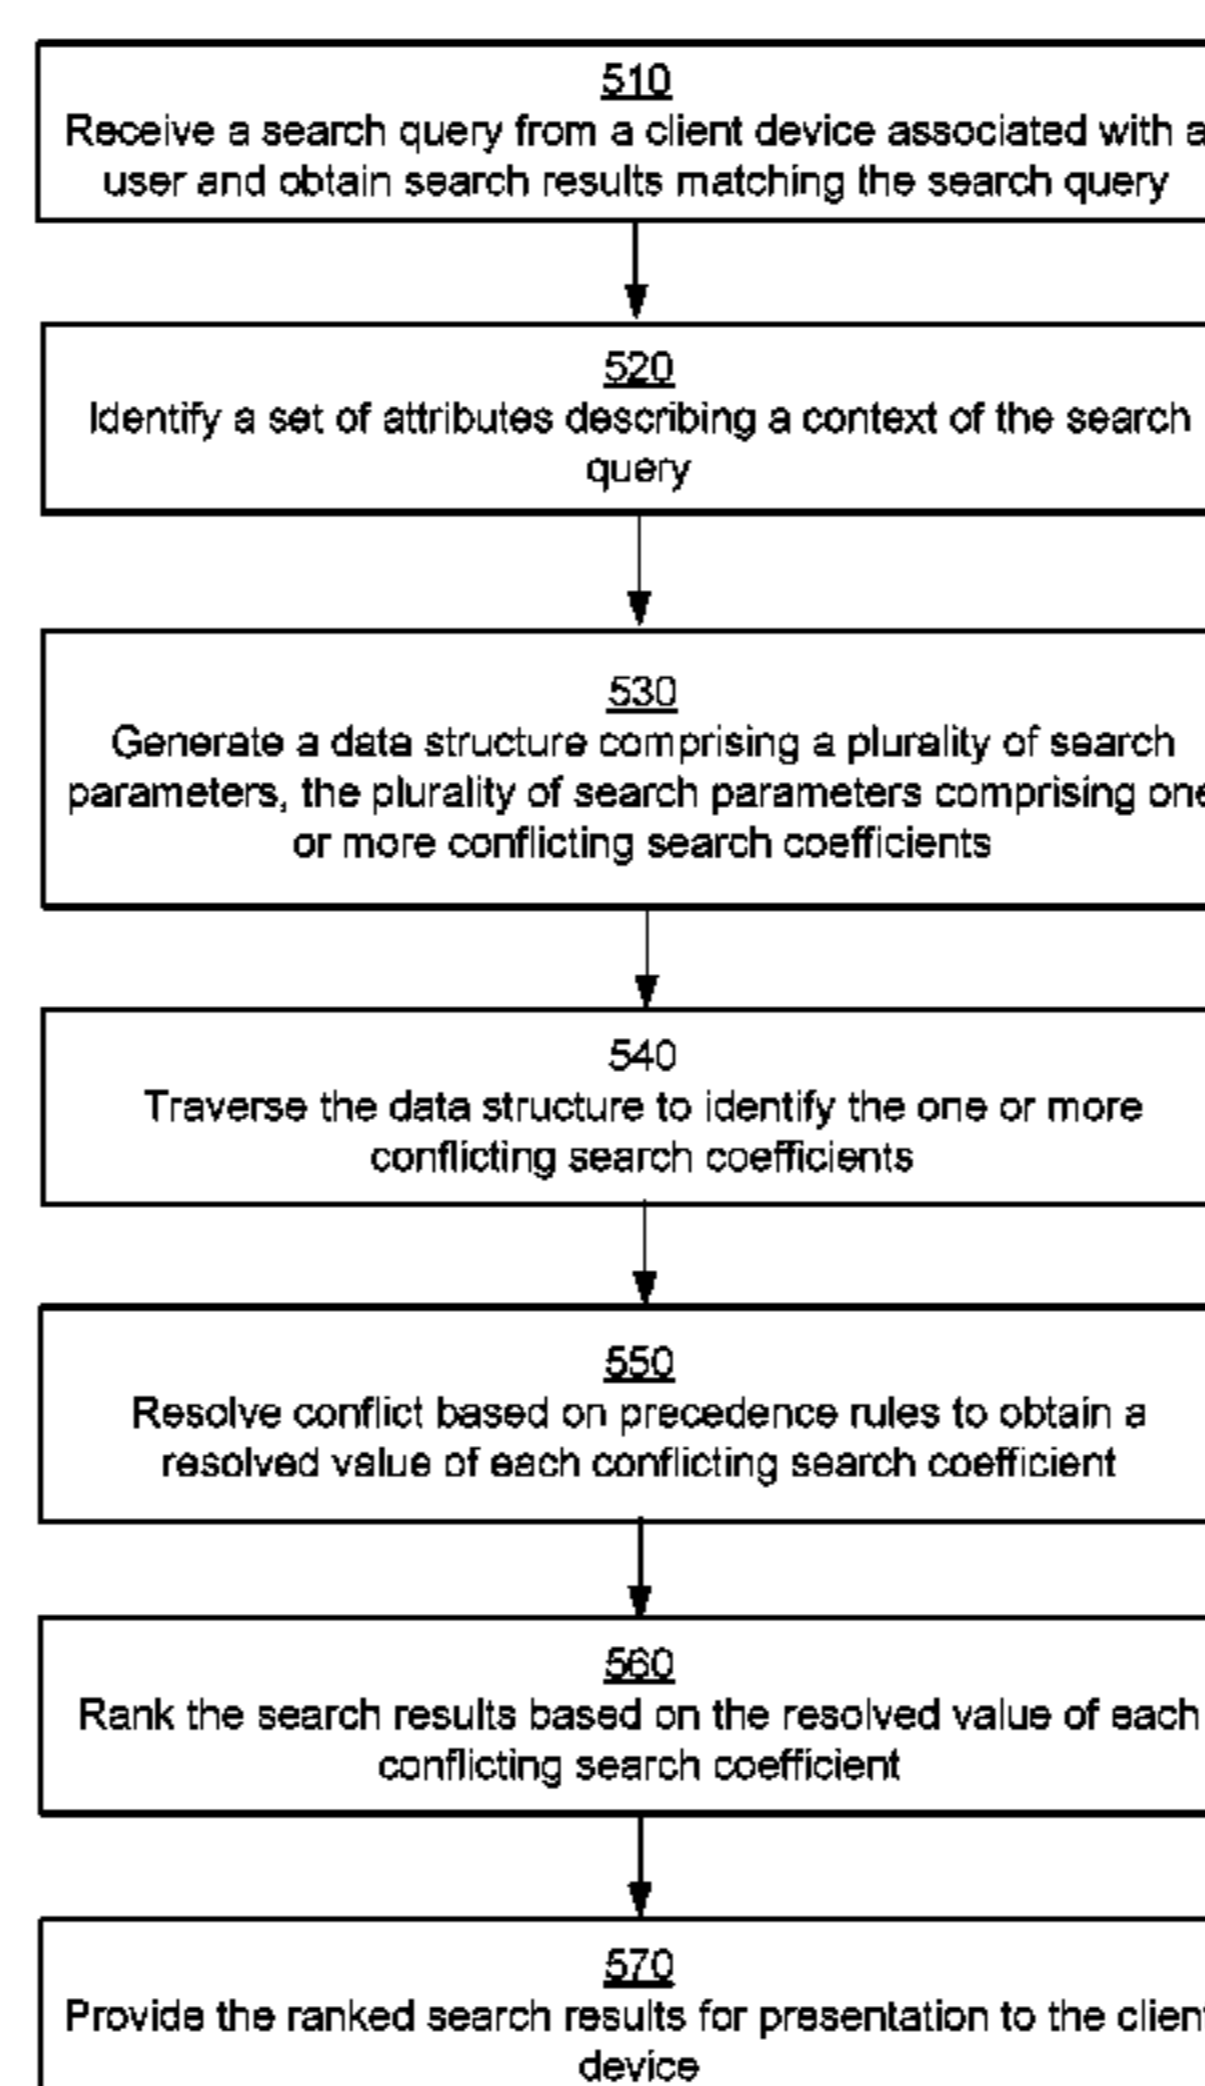 510
Receive a search query from a client device associated with a
user and obtain search results matching the search query
520
Identify a set of attributes describing a context of the search
query
530
Generate a data structure comprising a plurality of search
parameters, the plurality of search parameters comprising one
or more conflicting search coefficients
540
Traverse the data structure to identify the one or more
conflicting search coefficients
550
Resolve conflict based on precedence rules to obtain a
resolved value of each conflicting search coefficient
560
Rank the search results based on the resolved value of each
conflicting search coefficient
570
Provide the ranked search results for presentation to the client
device